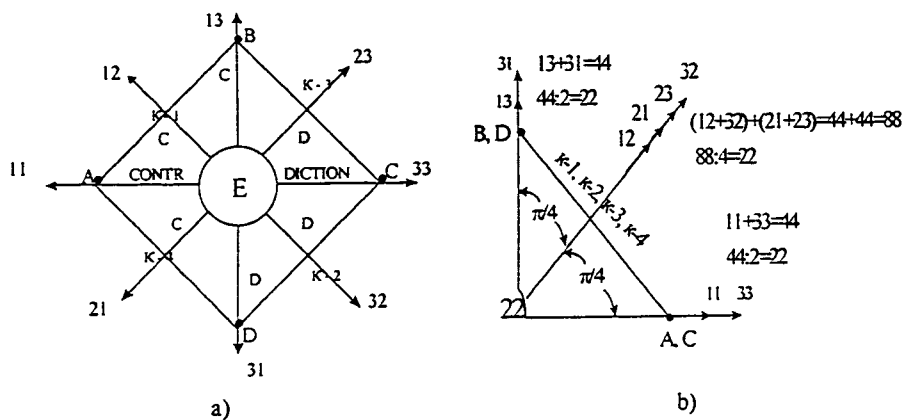 13
B
23
12
C
K-3
K-1
D
C
A
CONTR
E
DICTION
C
11
33
C
D
K-4
D
K-2
21
32
D
31
a)
31
13+31=44
32
13
44:2=22
23
21
(12+32)+(21+23)=44+44=88
12
B, D
88:4=22
κ-1, κ-2, κ-3, κ-4
π/4
11+33=44
π/4
44:2=22
22
11
33
A, C
b)